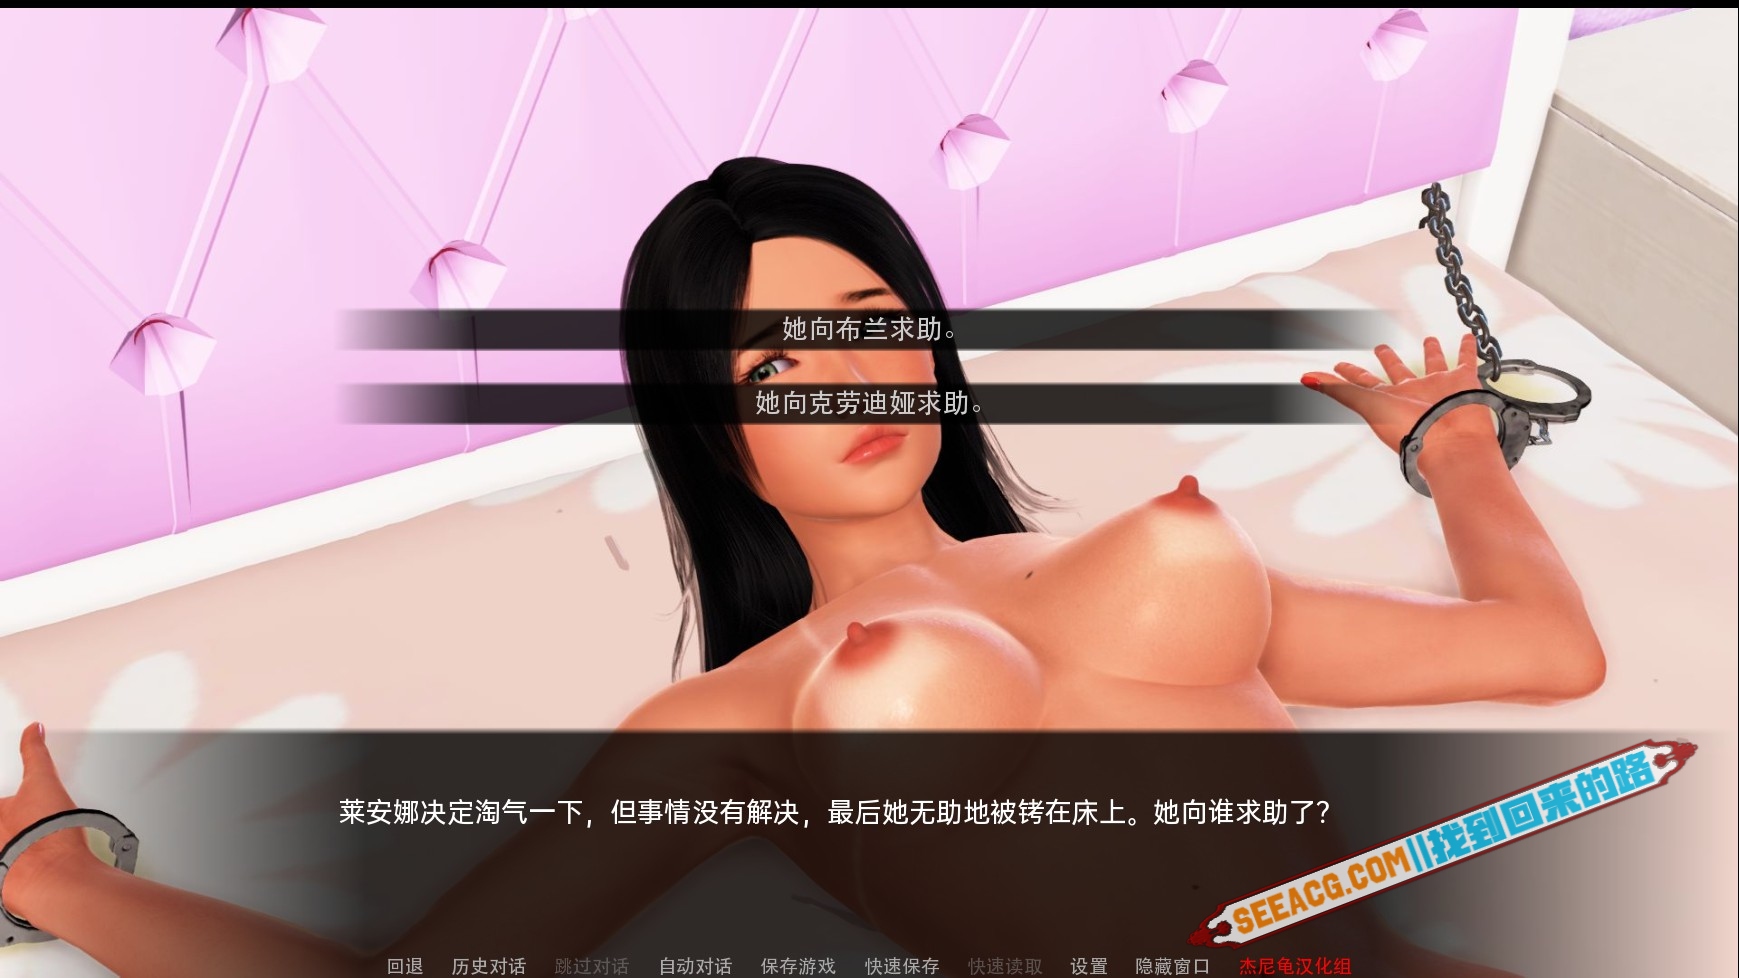 她向布兰求助。
她向克劳迪娅求助。
莱安娜决定淘气一下，但事情没有解决，最后她无助地被铐在床上。她向谁求助了？
SEEACG.COM||找到回来的路
回退 历史对话 跳过对话 自动对话 保存游戏 快速保存 快速读取 设置 隐藏窗口 杰尼龟汉化组